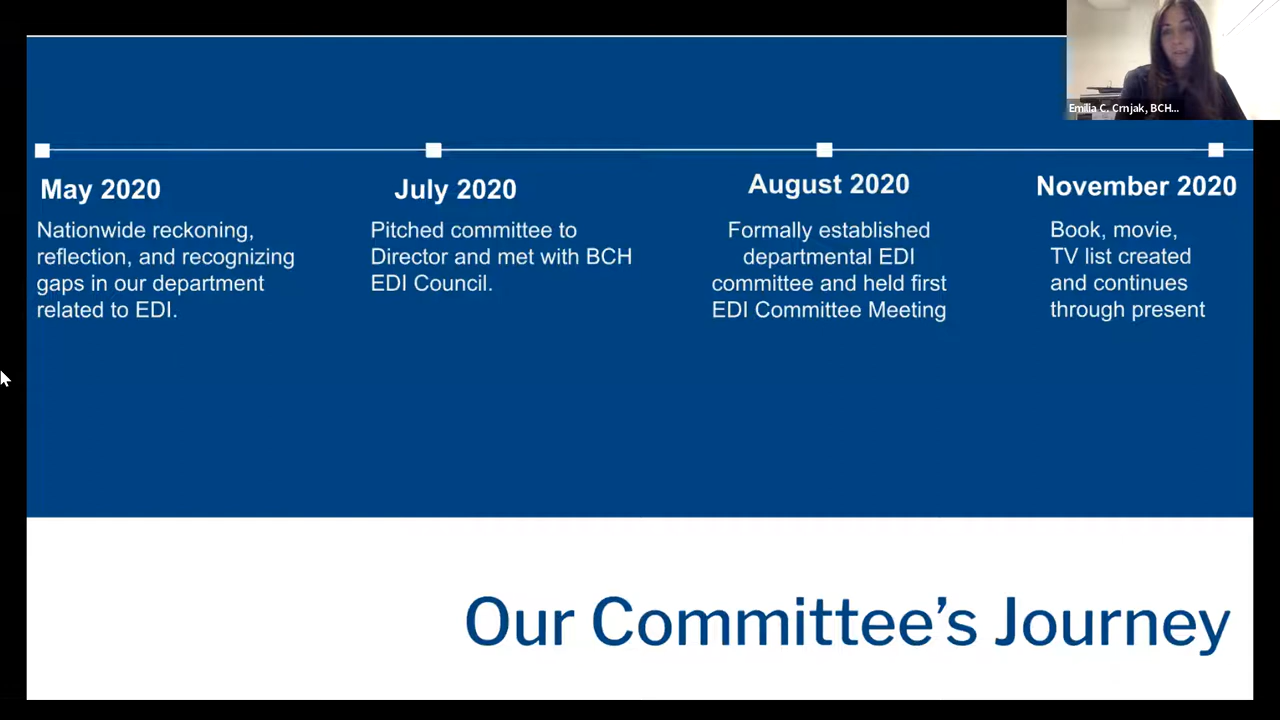 Emilia C. Crnjak, BCH...
May 2020
Nationwide reckoning,
reflection, and recognizing
gaps in our department
related to EDI.
July 2020
Pitched committee to
Director and met with BCH
EDI Council.
August 2020
Formally established
departmental EDI
committee and held first
EDI Committee Meeting
November 2020
Book, movie,
TV list created
and continues
through present
Our Committee’s Journey